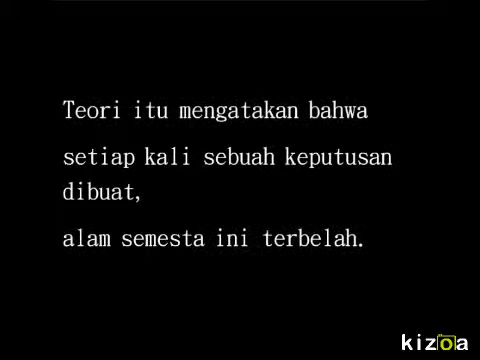 Teori itu mengatakan bahwa
setiap kali sebuah keputusan
dibuat,
alam semesta ini terbelah.
kizoa